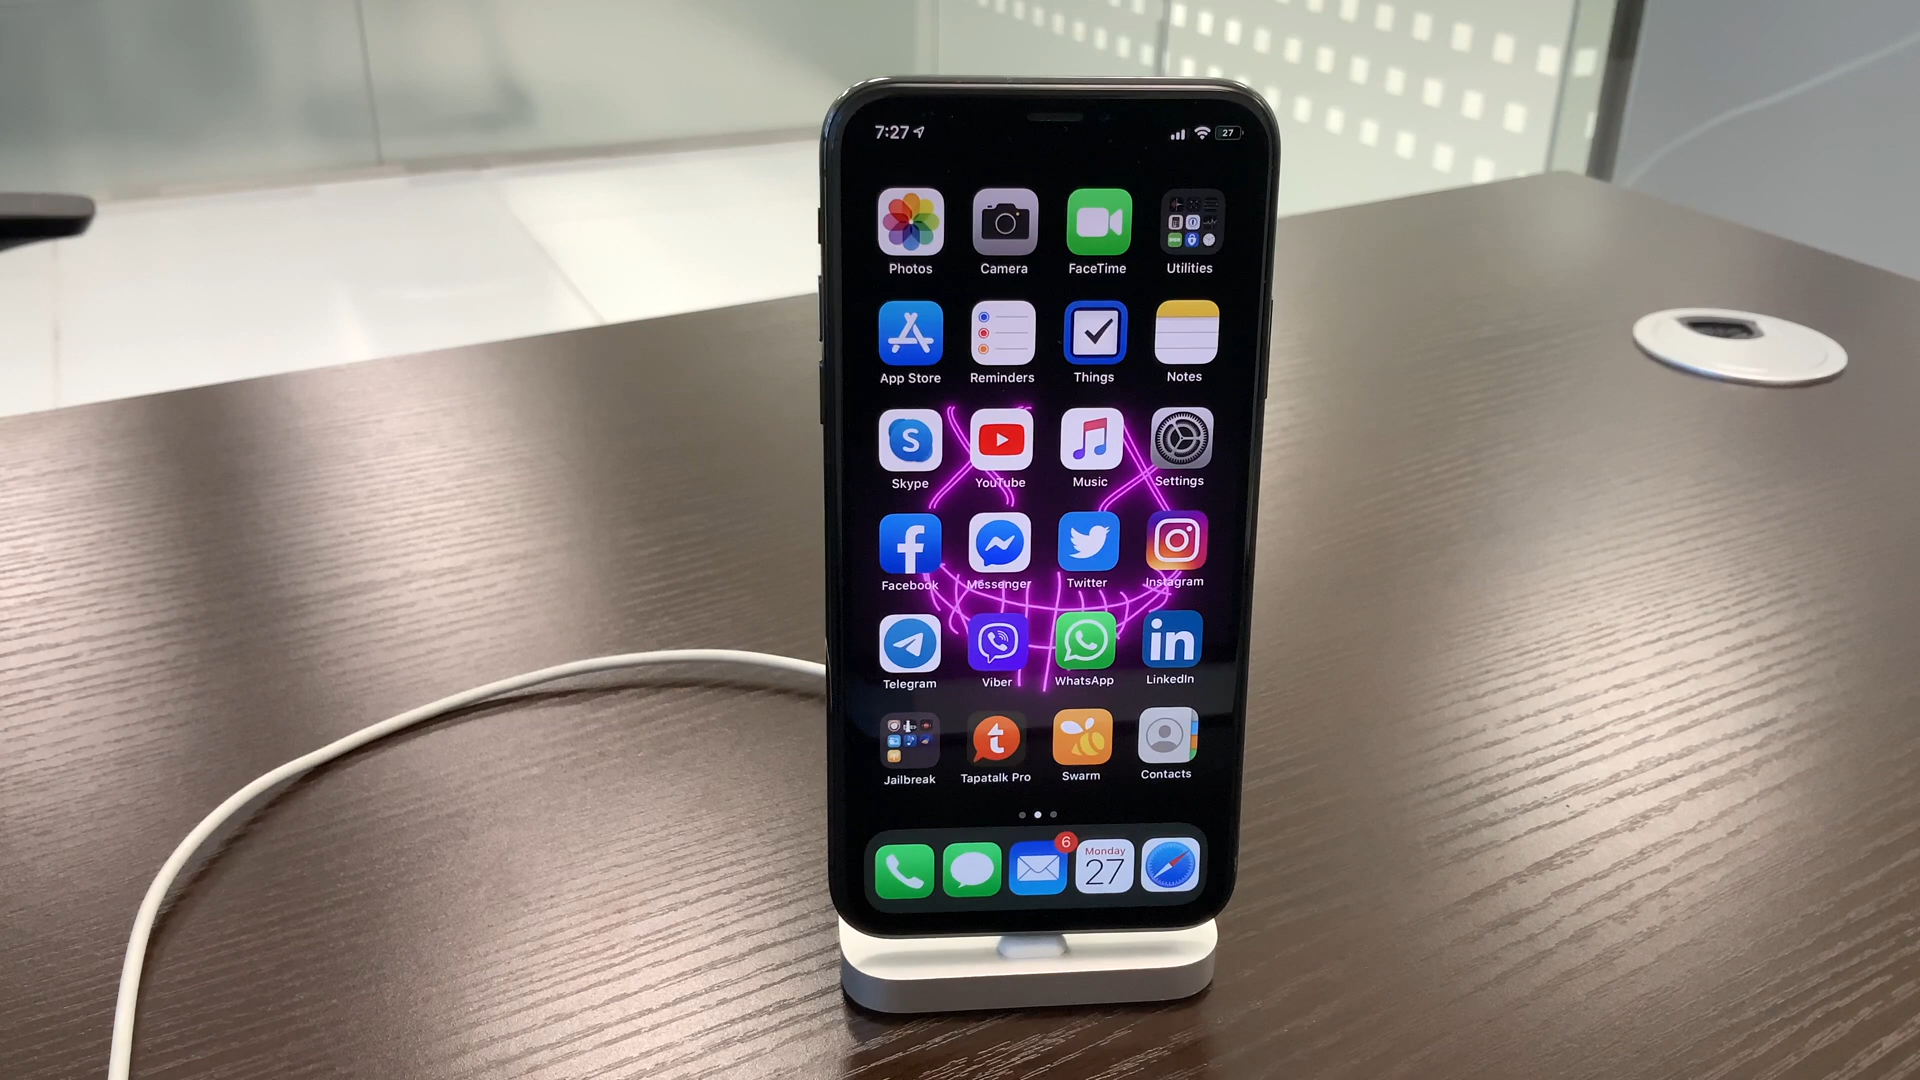 7:27
27
Photos Camera FaceTime Utilities
App Store Reminders Things Notes
Skype YouTube Music Settings
Facebook Messenger Twitter Instagram
in
Telegram Viber WhatsApp LinkedIn
Jailbreak Tapatalk Pro Swarm Contacts
6
Monday
27